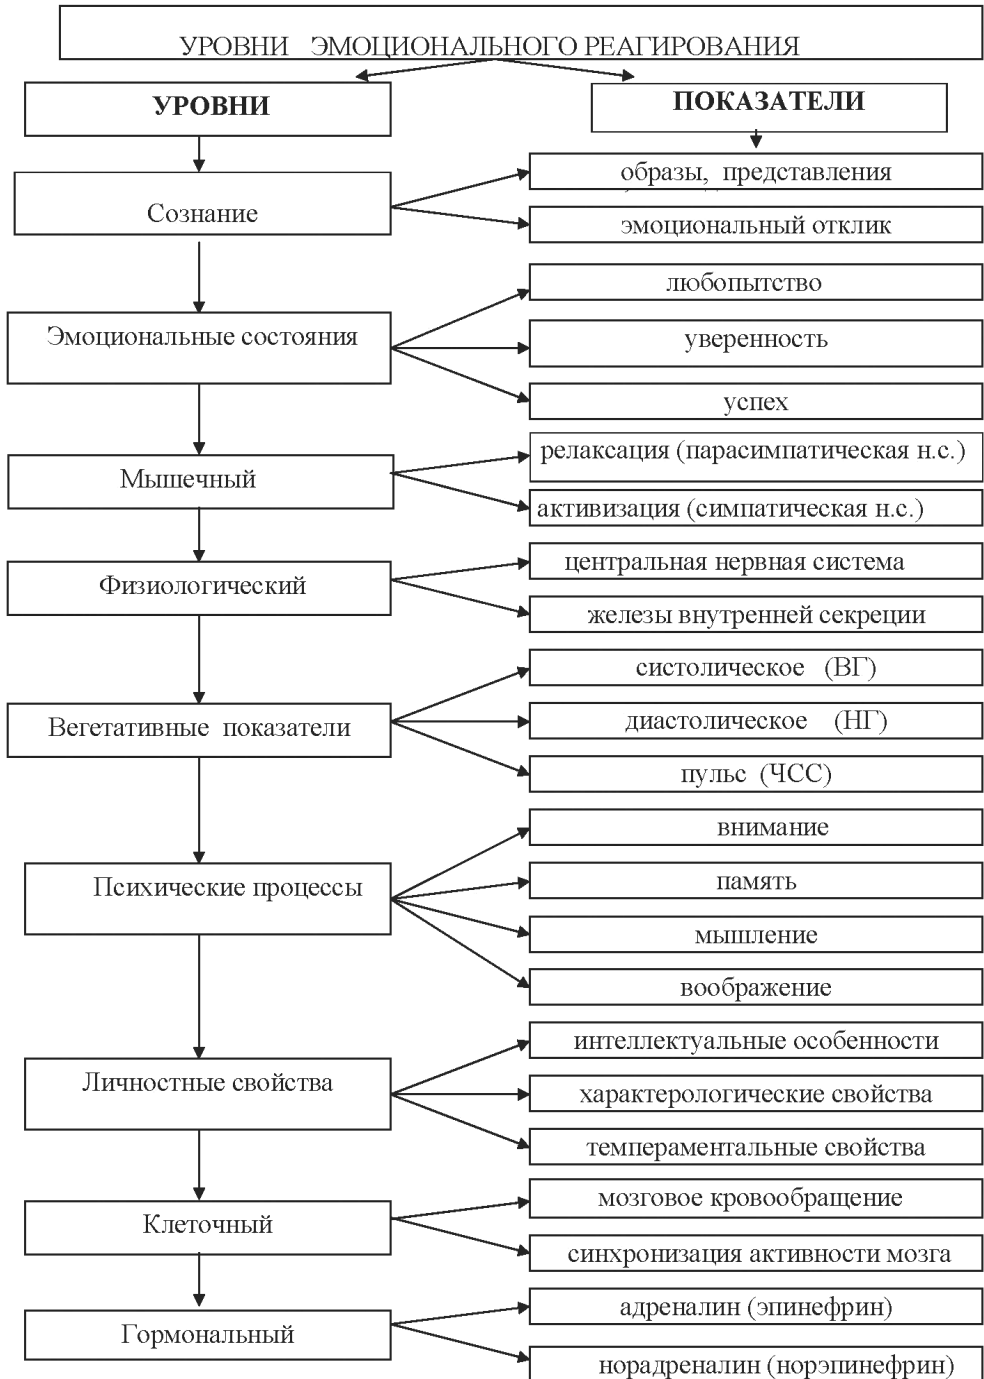 УРОВНИ ЭМОЦИОНАЛЬНОГО РЕАГИРОВАНИЯ
УРОВНИ
ПОКАЗАТЕЛИ
Сознание
образы, представления
эмоциональный отклик
Эмоциональные состояния
любопытство
уверенность
успех
Мышечный
релаксация (парасимпатическая н.с.)
активизация (симпатическая н.с.)
Физиологический
центральная нервная система
железы внутренней секреции
Вегетативные показатели
систолическое (ВГ)
диастолическое (НГ)
пульс (ЧСС)
Психические процессы
внимание
память
мышление
воображение
Личностные свойства
интеллектуальные особенности
характерологические свойства
темпераментальные свойства
Клеточный
мозговое кровообращение
синхронизация активности мозга
Гормональный
адреналин (эпинефрин)
норадреналин (норэпинефрин)